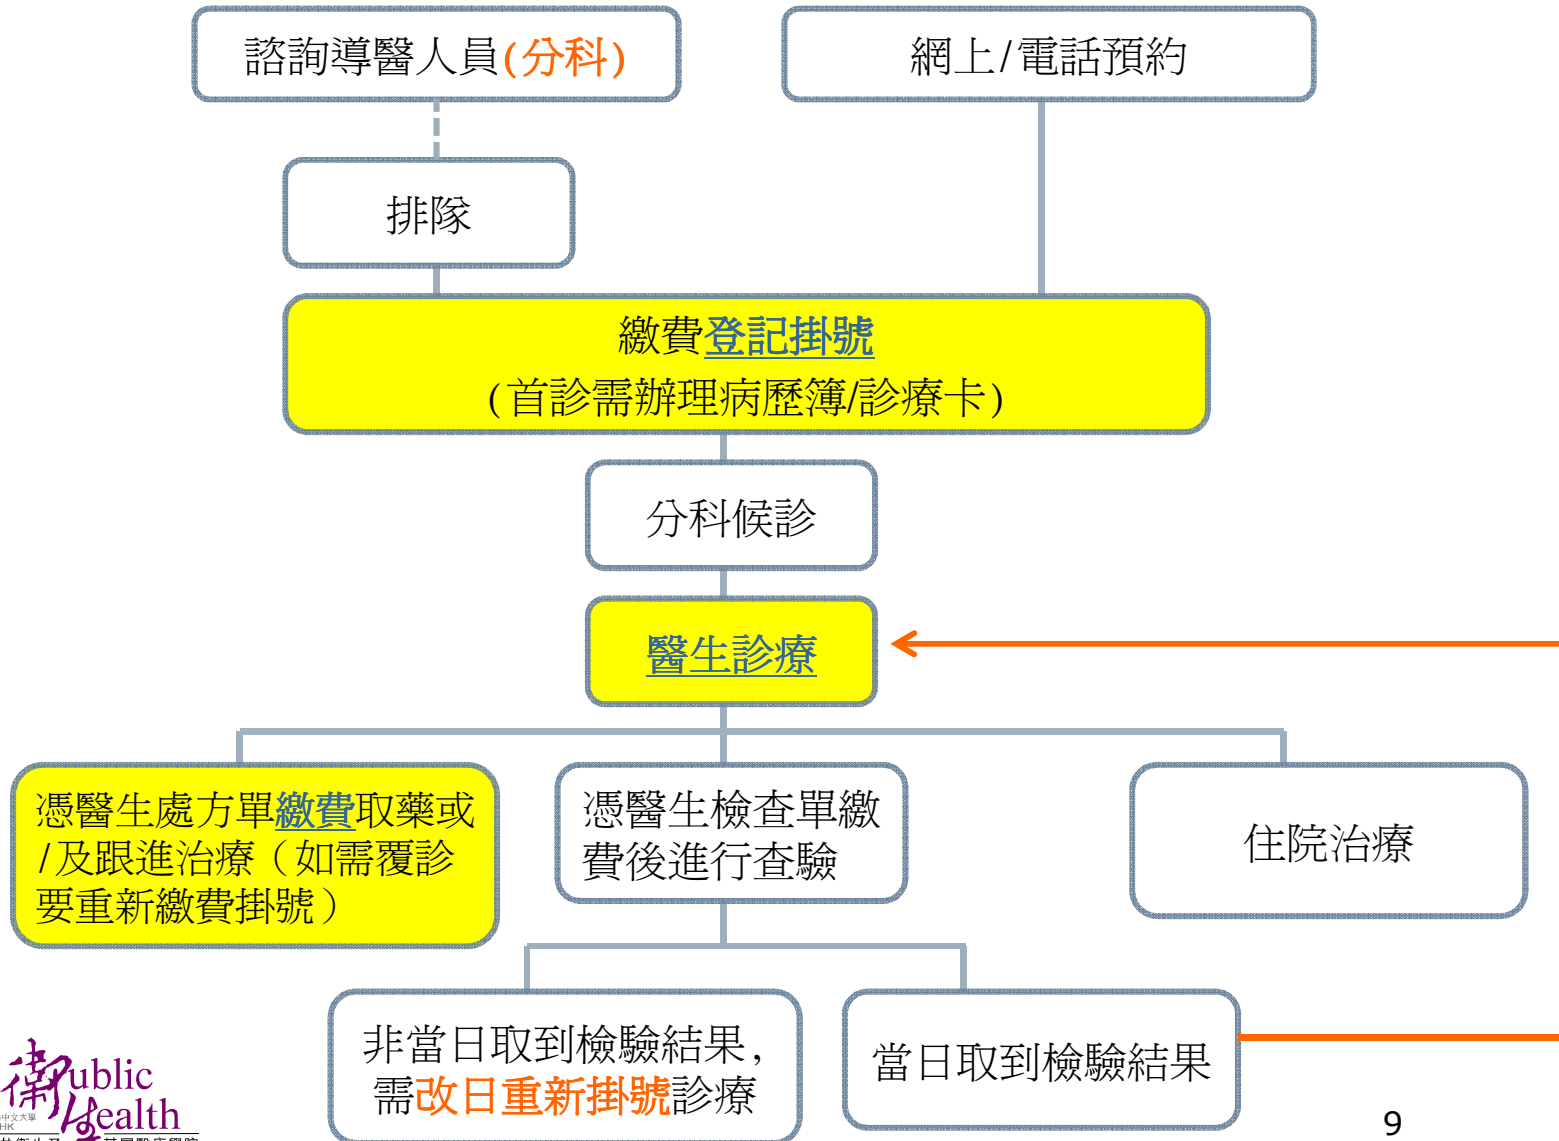 諮詢導醫人員(分科)
網上/電話預約
排隊
繳費登記掛號
(首診需辦理病歷簿/診療卡)
分科候診
醫生診療
憑醫生處方單繳費取藥或
/及跟進治療（如需覆診
要重新繳費掛號）
憑醫生檢查單繳
費後進行查驗
住院治療
非當日取到檢驗結果,
需改日重新掛號診療
當日取到檢驗結果
Public
Health
9